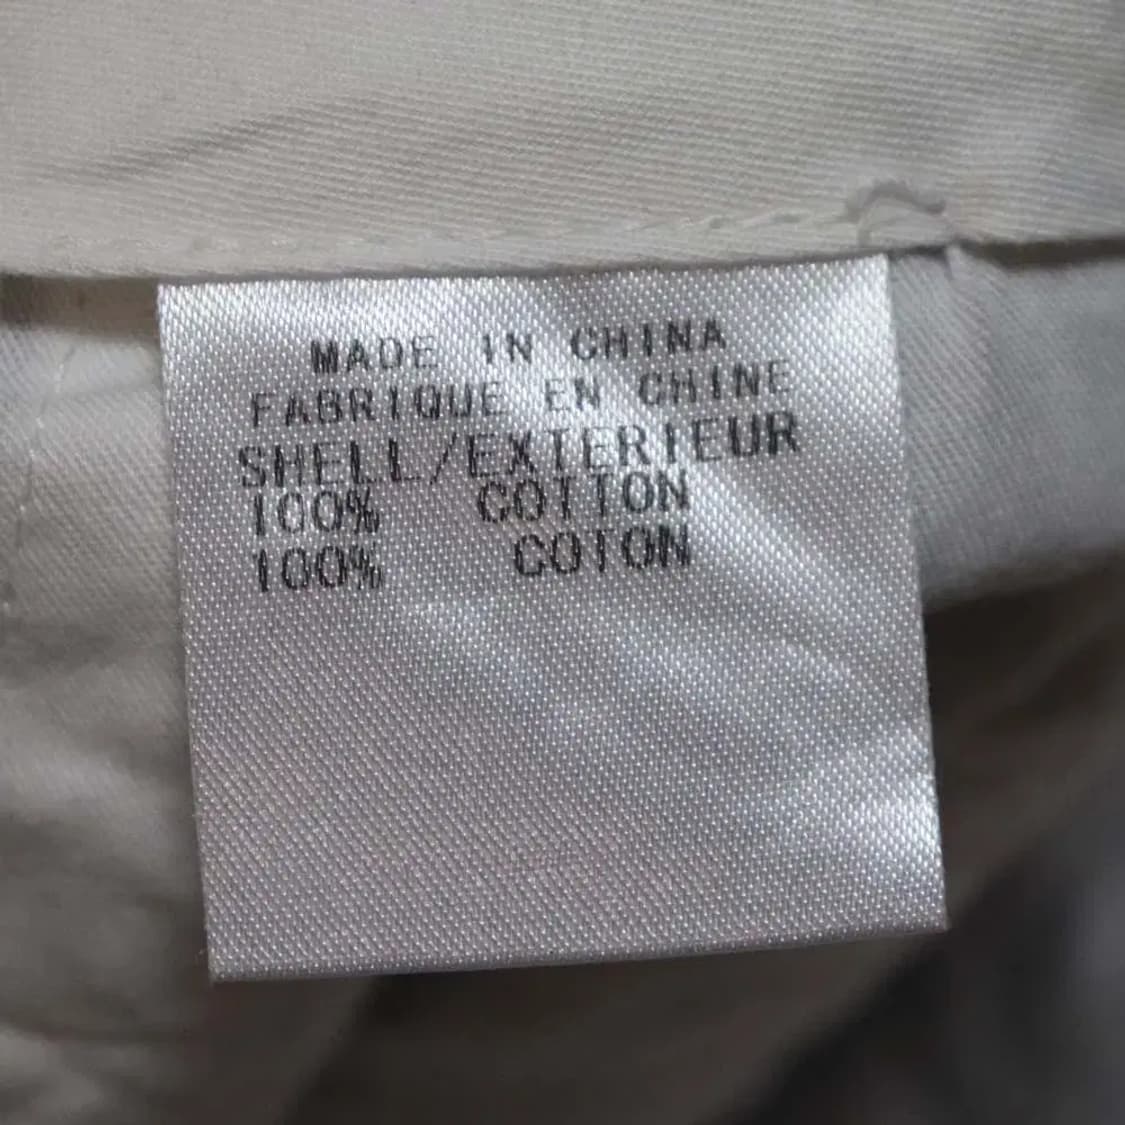 MADE IN CHINA
FABRIQUE EN CHINE
SHELL/EXTERIEUR
100% COTTON
100% COTON